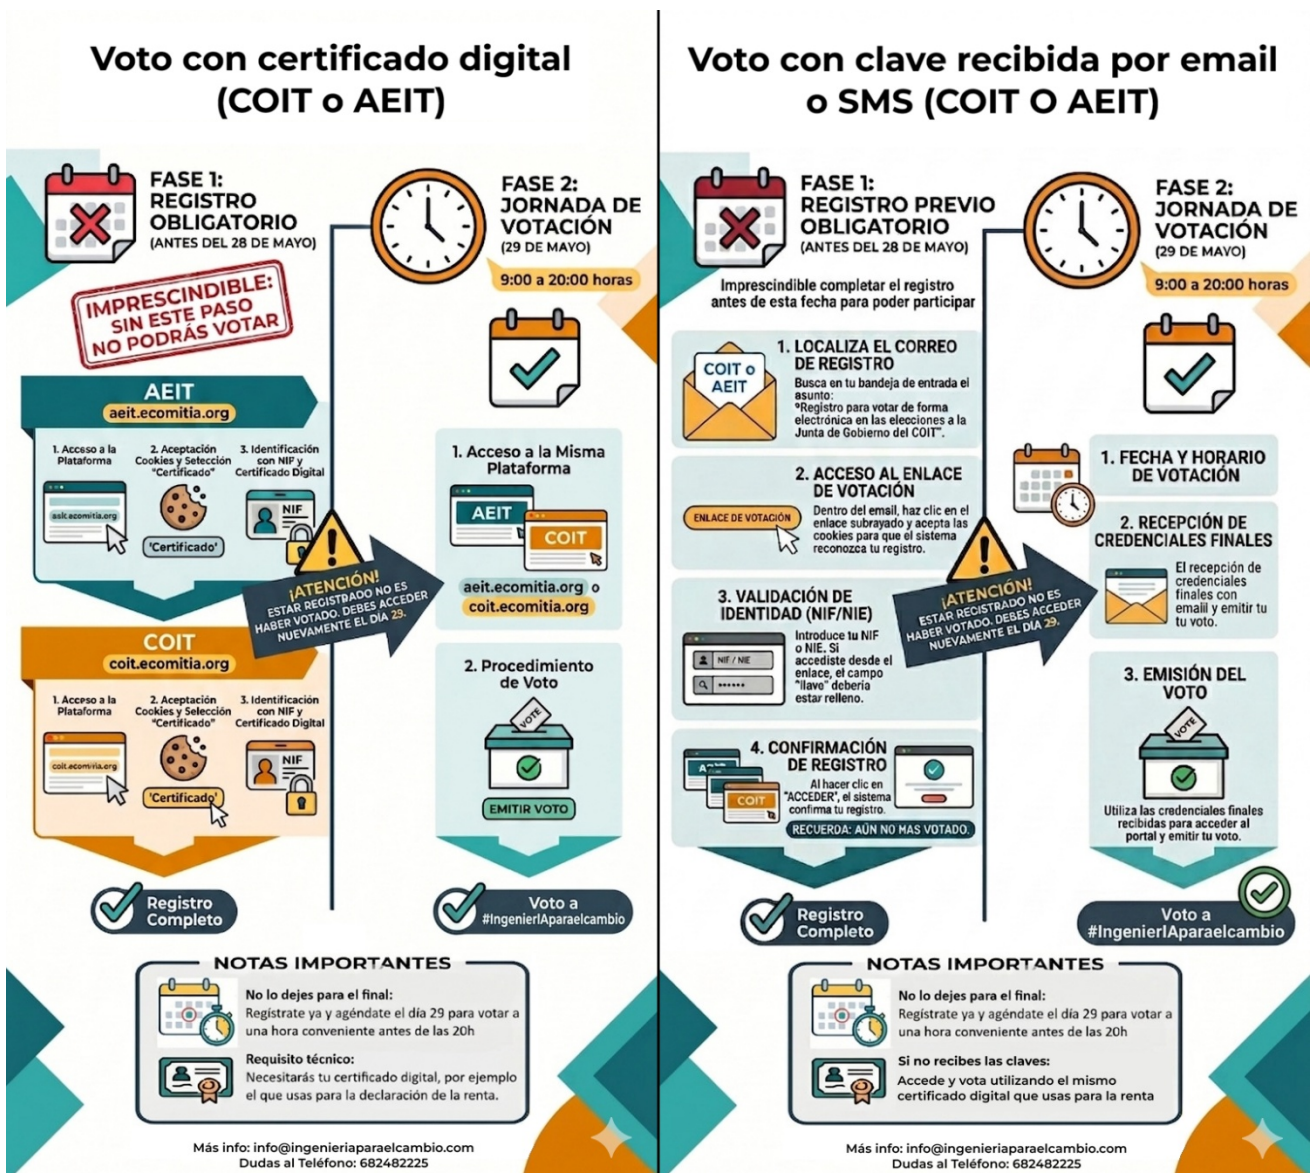 Voto con certificado digital
(COIT o AEIT)
FASE 1:
REGISTRO
OBLIGATORIO
(ANTES DEL 28 DE MAYO)
IMPRESCINDIBLE:
SIN ESTE PASO
NO PODRÁS VOTAR
AEIT
aeit.ecomitia.org
1. Acceso a la
Plataforma
2. Aceptación
Cookies y Selección
"Certificado"
3. Identificación
con NIF y
Certificado Digital
'Certificado'
NIF
COIT
coit.ecomitia.org
1. Acceso a la
Plataforma
2. Aceptación
Cookies y Selección
"Certificado"
3. Identificación
con NIF y
Certificado Digital
coit.ecomitia.org
'Certificado'
NIF
Registro
Completo
¡ATENCIÓN!
ESTAR REGISTRADO NO ES
HABER VOTADO. DEBES ACCEDER
NUEVAMENTE EL DÍA 29.
FASE 2:
JORNADA DE
VOTACIÓN
(29 DE MAYO)
9:00 a 20:00 horas
1. Acceso a la Misma
Plataforma
AEIT
COIT
aeit.ecomitia.org o
coit.ecomitia.org
2. Procedimiento
de Voto
VOTE
EMITIR VOTO
Voto a
#IngenierIAparaelcambio
NOTAS IMPORTANTES
No lo dejes para el final:
Regístrate ya y agéndate el día 29 para votar a
una hora conveniente antes de las 20h
Requisito técnico:
Necesitarás tu certificado digital, por ejemplo
el que usas para la declaración de la renta.
Más info: info@ingenieriaparaelcambio.com
Dudas al Teléfono: 682482225
Voto con clave recibida por email
o SMS (COIT O AEIT)
FASE 1:
REGISTRO PREVIO
OBLIGATORIO
(ANTES DEL 28 DE MAYO)
Imprescindible completar el registro
antes de esta fecha para poder participar
COIT o
AEIT
1. LOCALIZA EL CORREO
DE REGISTRO
Busca en tu bandeja de entrada el
asunto:
"Registro para votar de forma
electrónica en las elecciones a la
Junta de Gobierno del COIT".
2. ACCESO AL ENLACE
DE VOTACIÓN
ENLACE DE VOTACIÓN
Dentro del email, haz clic en el
enlace subrayado y acepta las
cookies para que el sistema
reconozca tu registro.
3. VALIDACIÓN DE
IDENTIDAD (NIF/NIE)
NIF / NIE
Introduce tu NIF
o NIE. Si
accediste desde el
enlace, el campo
"llave" debería
estar relleno.
4. CONFIRMACIÓN
DE REGISTRO
COIT
Al hacer clic en
"ACCEDER", el sistema
confirma tu registro.
RECUERDA: AÚN NO MAS VOTADO.
Registro
Completo
¡ATENCIÓN!
ESTAR REGISTRADO NO ES
HABER VOTADO. DEBES ACCEDER
NUEVAMENTE EL DÍA 29.
FASE 2:
JORNADA DE
VOTACIÓN
(29 DE MAYO)
9:00 a 20:00 horas
1. FECHA Y HORARIO
DE VOTACIÓN
2. RECEPCIÓN DE
CREDENCIALES FINALES
El recepción de
credenciales
finales con
emaill y emitir tu
tu voto.
3. EMISIÓN DEL
VOTO
VOTE
Utiliza las credenciales finales
recibidas para acceder al
portal y emitir tu voto.
Voto a
#IngenierIAparaelcambio
NOTAS IMPORTANTES
No lo dejes para el final:
Regístrate ya y agéndate el día 29 para votar a
una hora conveniente antes de las 20h
Si no recibes las claves:
Accede y vota utilizando el mismo
certificado digital que usas para la renta
Más info: info@ingenieriaparaelcambio.com
Dudas al Teléfono: 682482225